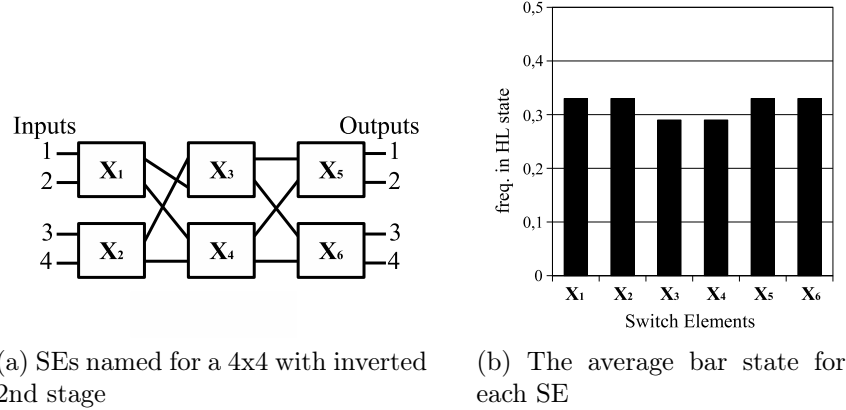 Inputs
Outputs
1
2
3
4
X1
X2
X3
X4
X5
X6
1
2
3
4
(a) SEs named for a 4x4 with inverted
2nd stage
freq. in HL state
0,5
0,4
0,3
0,2
0,1
0
X1 X2 X3 X4 X5 X6
Switch Elements
(b) The average bar state for
each SE